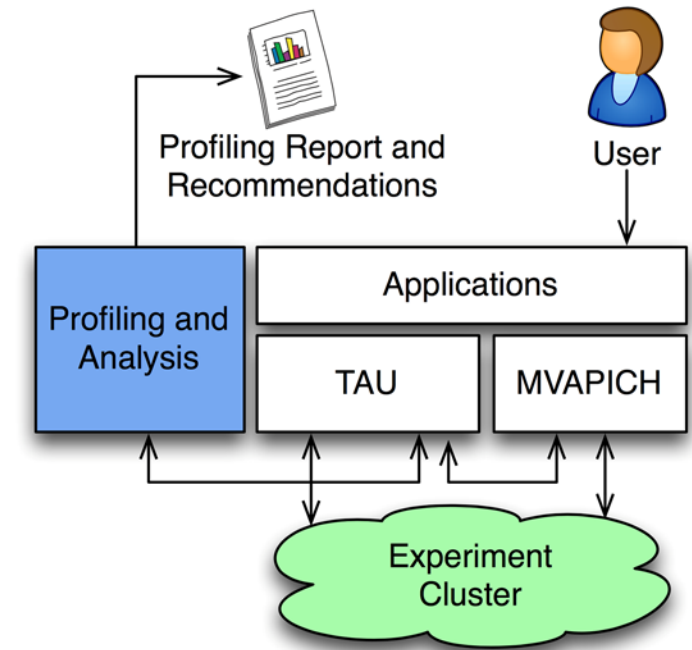 Profiling Report and
Recommendations
User
Applications
Profiling and
Analysis
TAU
MVAPICH
Experiment
Cluster